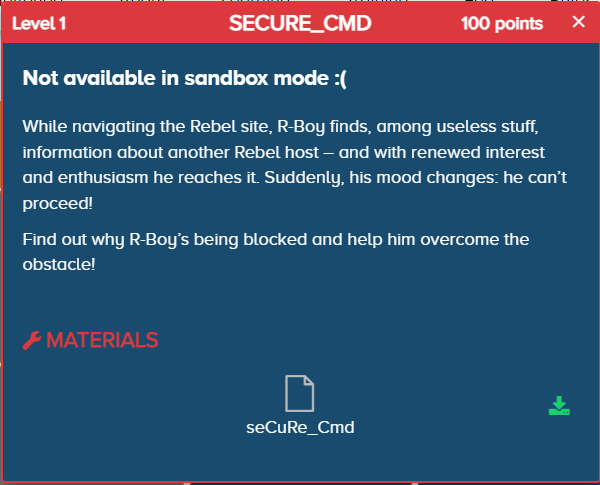 Level 1 SECURE_CMD 100 points ×
Not available in sandbox mode :(
While navigating the Rebel site, R-Boy finds, among useless stuff,
information about another Rebel host – and with renewed interest
and enthusiasm he reaches it. Suddenly, his mood changes: he can’t
proceed!
Find out why R-Boy’s being blocked and help him overcome the
obstacle!
MATERIALS
seCuRe_Cmd